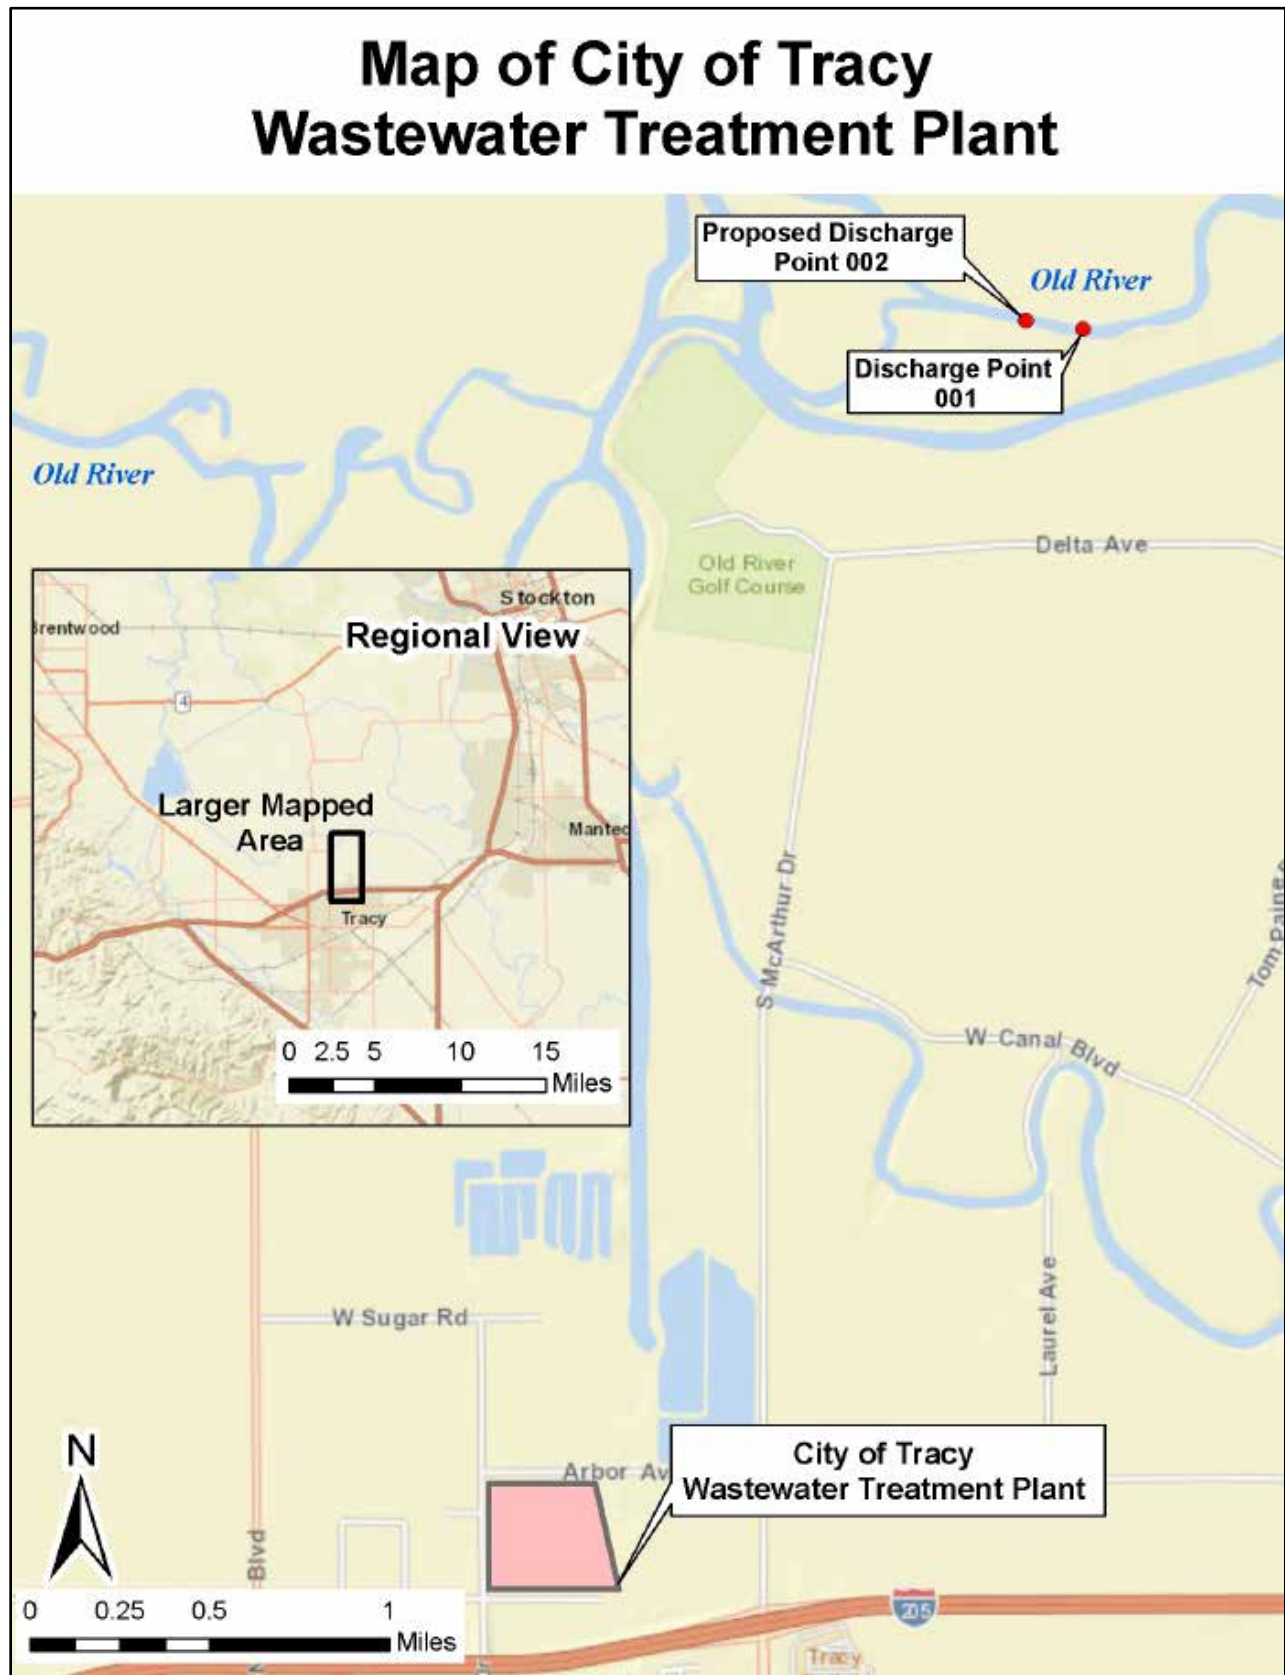 Map of City of Tracy
Wastewater Treatment Plant
Proposed Discharge
Point 002
Old River
Discharge Point
001
Old River
Delta Ave
Old River
Golf Course
Stockton
Brentwood
Regional View
4
Larger Mapped
Area
Mantec
Tracy
0 2.5 5 10 15
Miles
S McArthur Dr
Tom Paine
W Canal Blvd
Laurel Ave
W Sugar Rd
N
Arbor Av
City of Tracy
Wastewater Treatment Plant
Blvd
0 0.25 0.5 1
Miles
205
Tracy